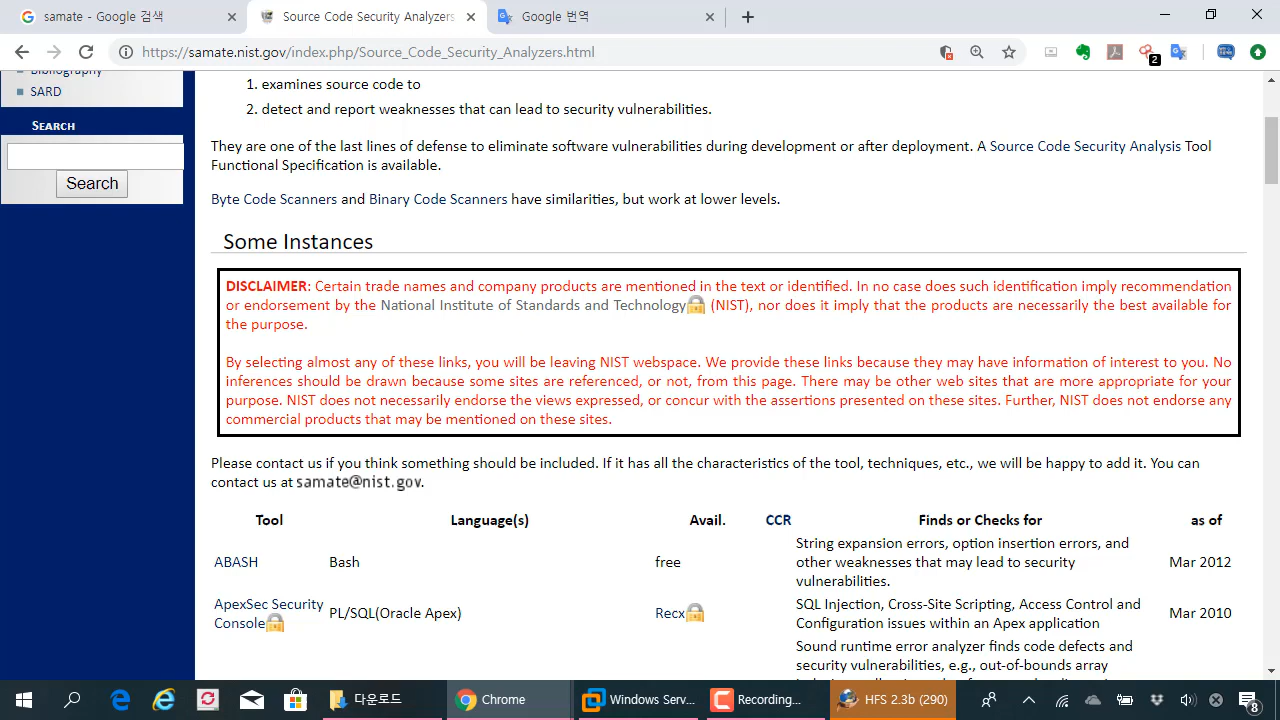 samate - Google 검색
Source Code Security Analyzers
Google 번역
https://samate.nist.gov/index.php/Source_Code_Security_Analyzers.html
2
Bibliography
SARD
SEARCH
Search
1. examines source code to
2. detect and report weaknesses that can lead to security vulnerabilities.
They are one of the last lines of defense to eliminate software vulnerabilities during development or after deployment. A Source Code Security Analysis Tool
Functional Specification is available.
Byte Code Scanners and Binary Code Scanners have similarities, but work at lower levels.
Some Instances
DISCLAIMER: Certain trade names and company products are mentioned in the text or identified. In no case does such identification imply recommendation
or endorsement by the National Institute of Standards and Technology (NIST), nor does it imply that the products are necessarily the best available for
the purpose.
By selecting almost any of these links, you will be leaving NIST webspace. We provide these links because they may have information of interest to you. No
inferences should be drawn because some sites are referenced, or not, from this page. There may be other web sites that are more appropriate for your
purpose. NIST does not necessarily endorse the views expressed, or concur with the assertions presented on these sites. Further, NIST does not endorse any
commercial products that may be mentioned on these sites.
Please contact us if you think something should be included. If it has all the characteristics of the tool, techniques, etc., we will be happy to add it. You can
contact us at samate@nist.gov.
Tool Language(s) Avail. CCR Finds or Checks for as of
ABASH Bash free String expansion errors, option insertion errors, and
other weaknesses that may lead to security
vulnerabilities. Mar 2012
ApexSec Security
Console PL/SQL(Oracle Apex) Recx SQL Injection, Cross-Site Scripting, Access Control and
Configuration issues within an Apex application Mar 2010
Sound runtime error analyzer finds code defects and
security vulnerabilities, e.g., out-of-bounds array
다운로드
Chrome
Windows Serv...
Recording...
HFS 2.3b (290)
8